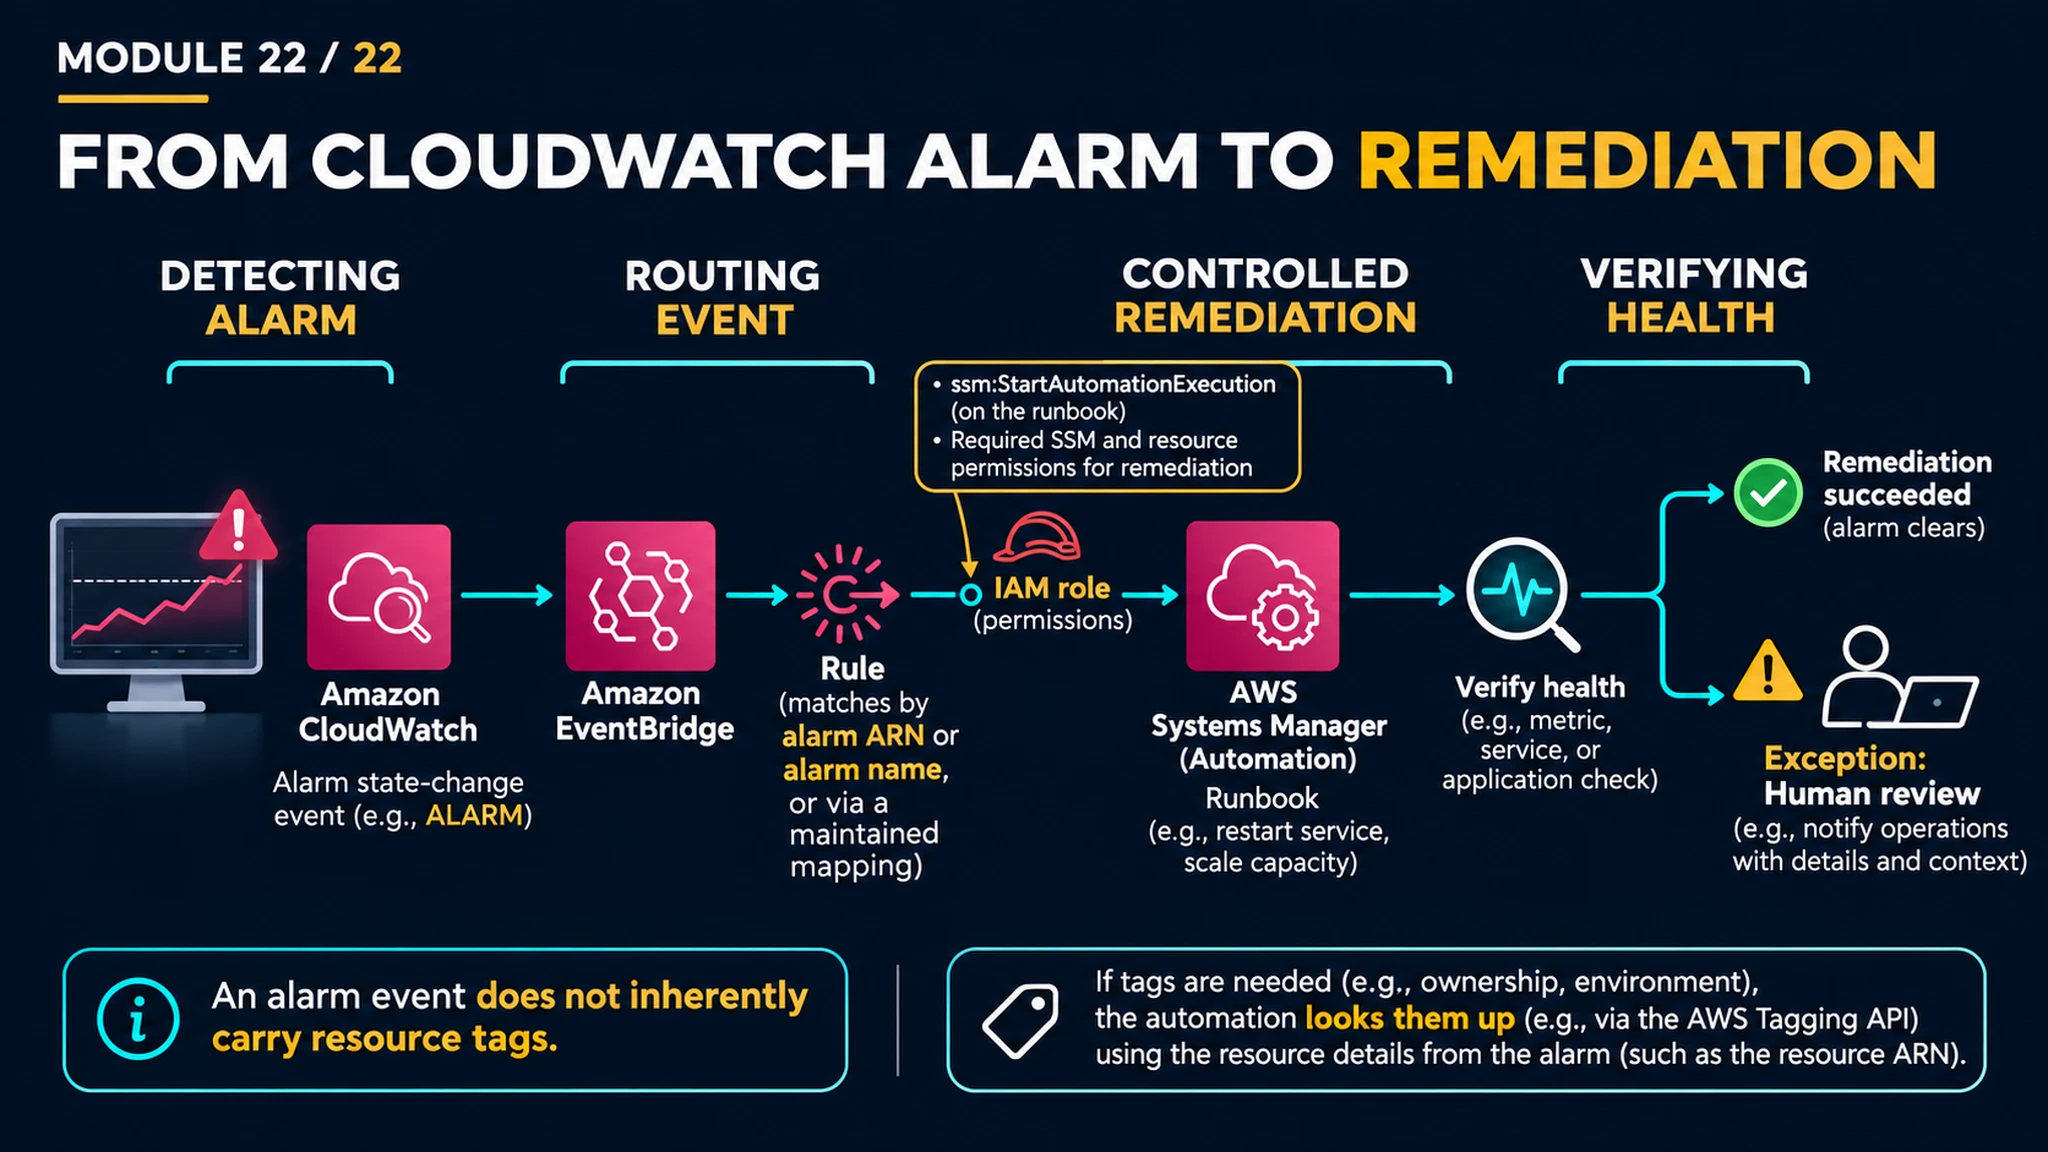 MODULE 22 / 22
FROM CLOUDWATCH ALARM TO REMEDIATION
DETECTING
ALARM
ROUTING
EVENT
CONTROLLED
REMEDIATION
VERIFYING
HEALTH
• ssm:StartAutomationExecution
(on the runbook)
• Required SSM and resource
permissions for remediation
Amazon
CloudWatch
Alarm state-change
event (e.g., ALARM)
Amazon
EventBridge
Rule
(matches by
alarm ARN or
alarm name,
or via a
maintained
mapping)
IAM role
(permissions)
AWS
Systems Manager
(Automation)
Runbook
(e.g., restart service,
scale capacity)
Verify health
(e.g., metric,
service, or
application check)
Remediation
succeeded
(alarm clears)
Exception:
Human review
(e.g., notify operations
with details and context)
An alarm event does not inherently
carry resource tags.
If tags are needed (e.g., ownership, environment),
the automation looks them up (e.g., via the AWS Tagging API)
using the resource details from the alarm (such as the resource ARN).